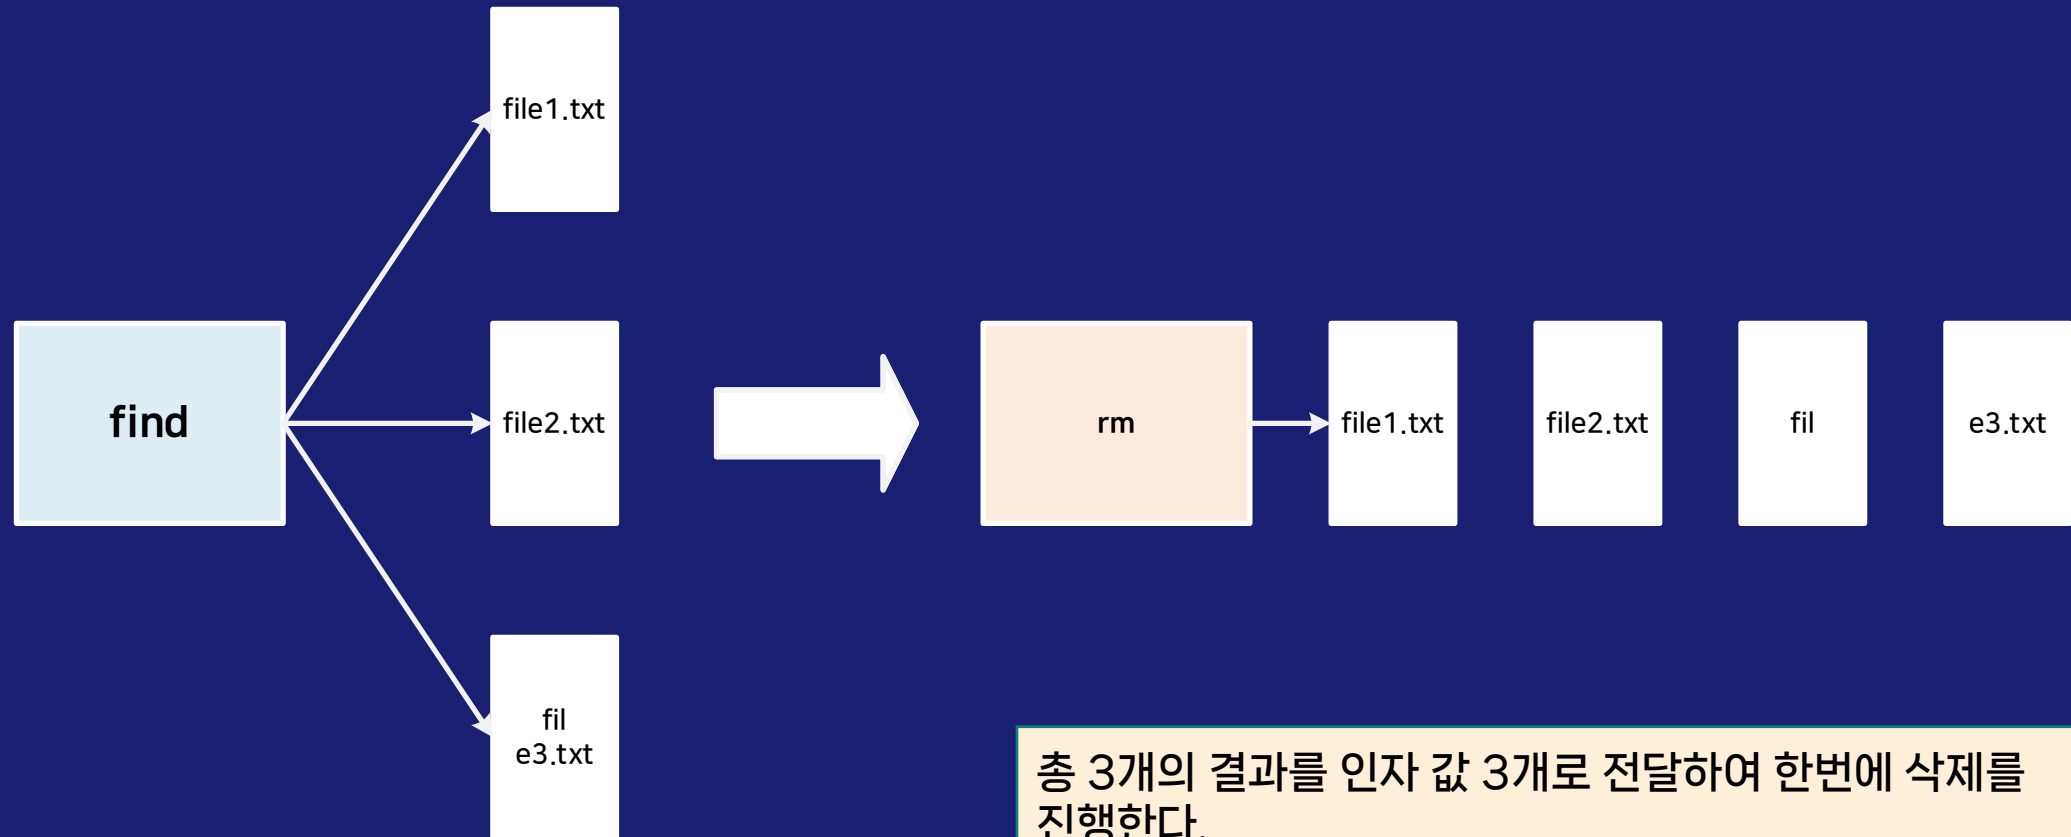 file1.txt
find
file2.txt
fil
e3.txt
rm
file1.txt
file2.txt
fil
e3.txt
총 3개의 결과를 인자 값 3개로 전달하여 한번에 삭제를
진행한다.